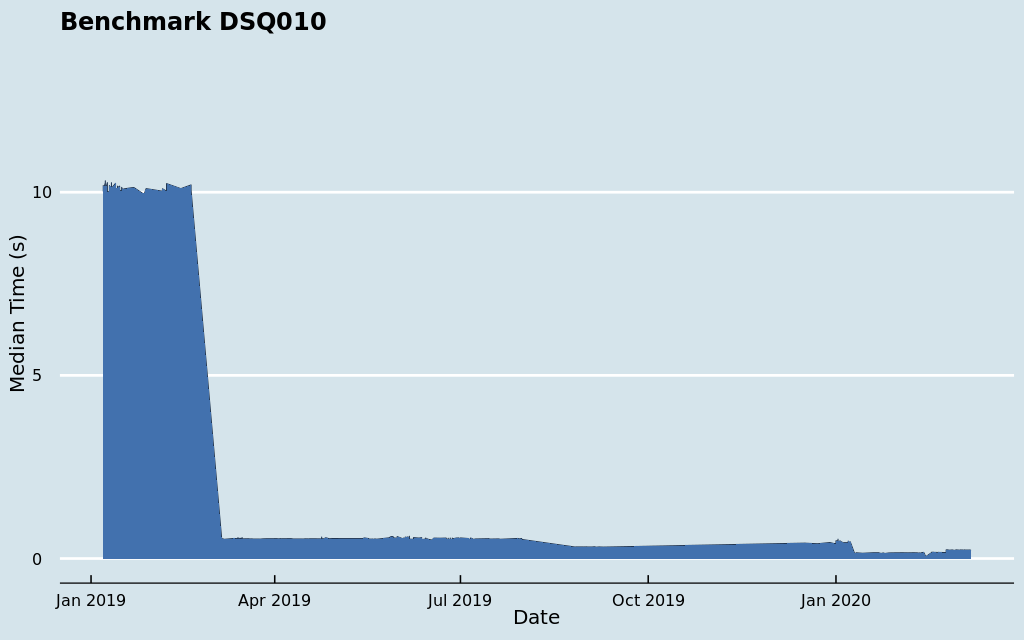 Benchmark DSQ010
Median Time (s)
10
5
0
Jan 2019
Apr 2019
Jul 2019
Oct 2019
Jan 2020
Date